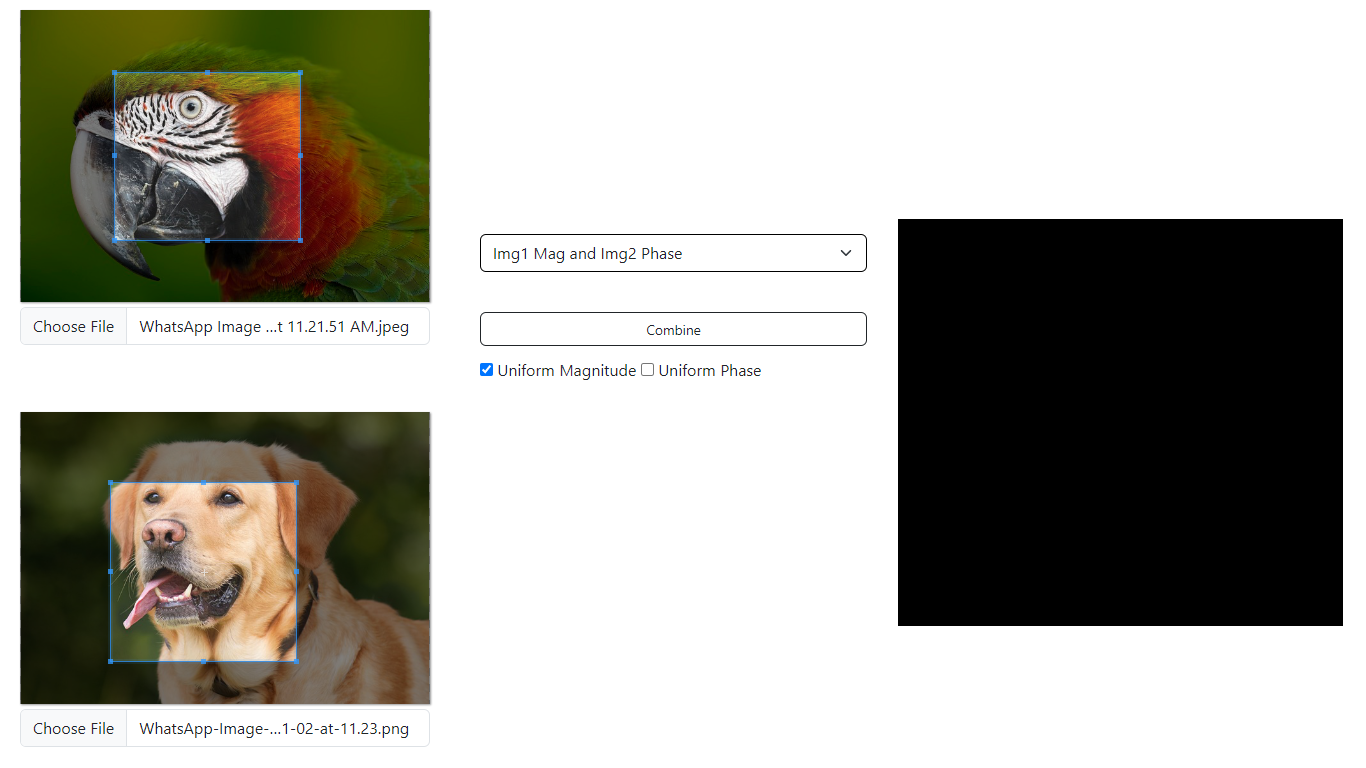 Choose File WhatsApp Image ...t 11.21.51 AM.jpeg
Img1 Mag and Img2 Phase
Combine
Uniform Magnitude Uniform Phase
Choose File WhatsApp-Image-...1-02-at-11.23.png